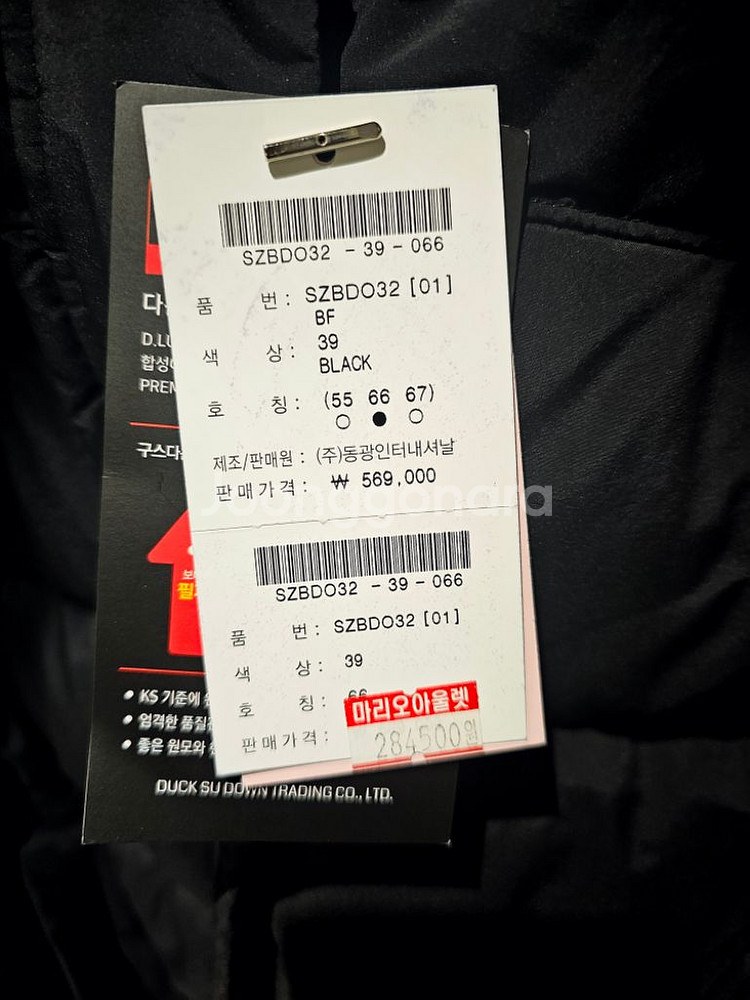 SZBDO32 - 39 - 066
품 번 : SZBDO32 [01]
BF
색 상 : 39
BLACK
호 칭 : (55 66 67)
제조/판매원 : (주)동광인터내셔날
판매가격 : ₩ 569,000
Joonggonara
SZBDO32 - 39 - 066
품 번 : SZBDO32 [01]
색 상 : 39
호 칭 : 66
판매가격 :
마리오아울렛
284500원
D.LU
합성
PREM
구스다
• KS 기준에
• 엄격한 품질
• 좋은 원모와
DUCK SU DOWN TRADING CO., LTD.